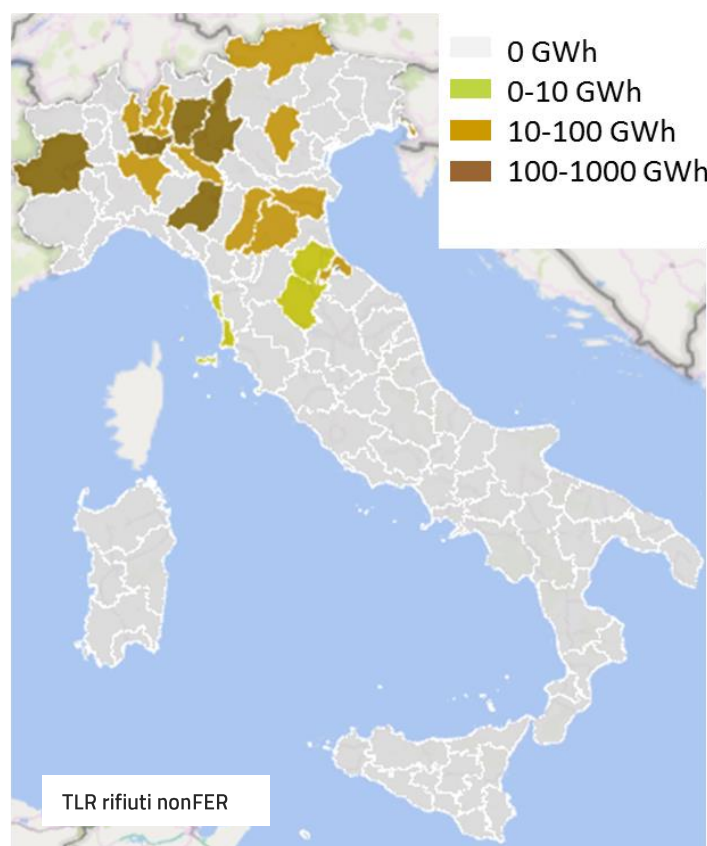 0 GWh
0-10 GWh
10-100 GWh
100-1000 GWh
TLR rifiuti nonFER